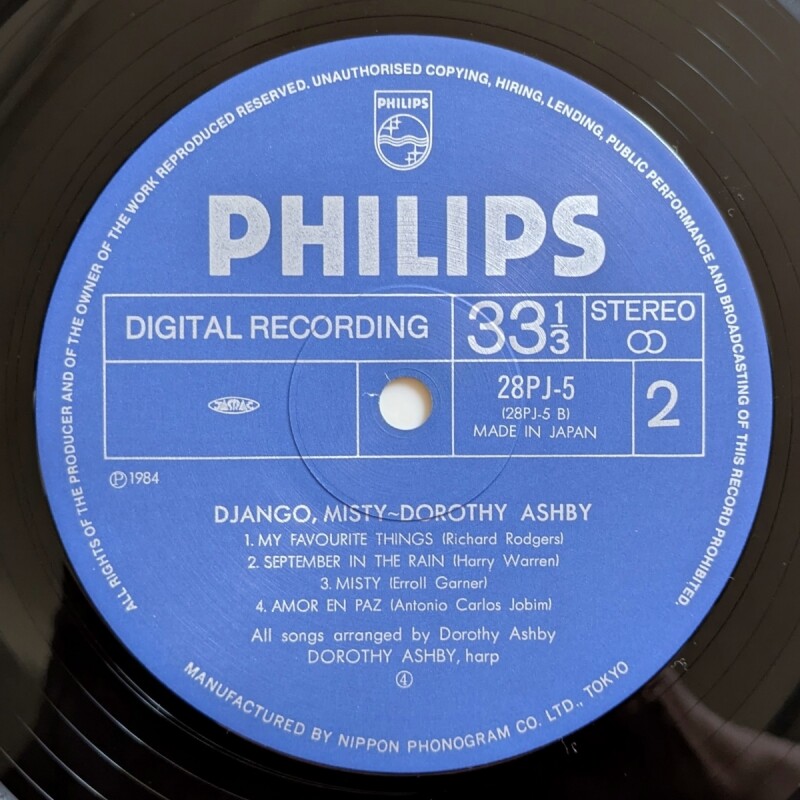 ALL RIGHTS OF THE PRODUCER AND OF THE OWNER OF THE WORK REPRODUCED RESERVED. UNAUTHORISED COPYING, HIRING, LENDING, PUBLIC PERFORMANCE AND BROADCASTING OF THIS RECORD PROHIBITED.
PHILIPS
PHILIPS
DIGITAL RECORDING
33 1/3
STEREO
JASRAC
28PJ-5
(28PJ-5 B)
MADE IN JAPAN
2
Ⓟ1984
DJANGO, MISTY~DOROTHY ASHBY
1. MY FAVOURITE THINGS (Richard Rodgers)
2. SEPTEMBER IN THE RAIN (Harry Warren)
3. MISTY (Erroll Garner)
4. AMOR EN PAZ (Antonio Carlos Jobim)
All songs arranged by Dorothy Ashby
DOROTHY ASHBY, harp
④
MANUFACTURED BY NIPPON PHONOGRAM CO. LTD., TOKYO